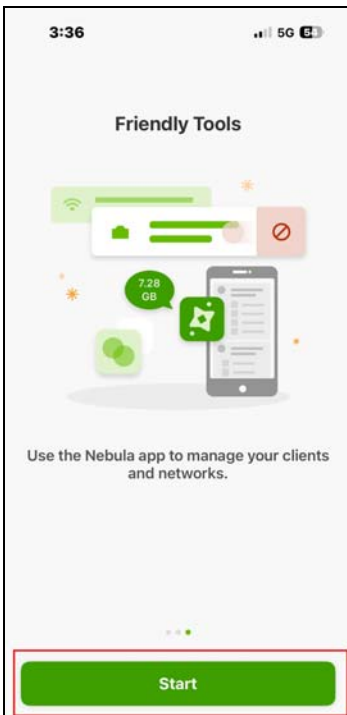 3:36
5G 54
Friendly Tools
7.28
GB
Use the Nebula app to manage your clients
and networks.
Start